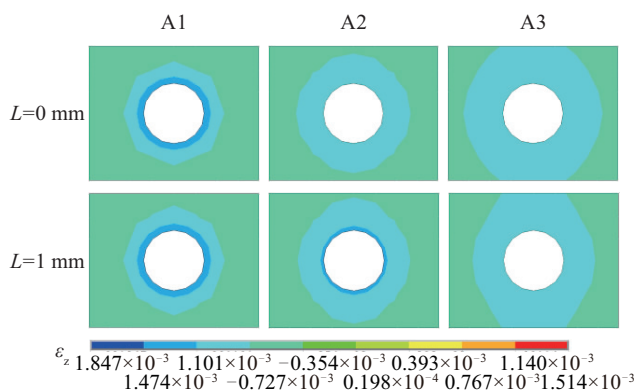 A1 A2 A3
L=0 mm
L=1 mm
ε_z
1.847×10⁻³ 1.101×10⁻³ −0.354×10⁻³ 0.393×10⁻³ 1.140×10⁻³
1.474×10⁻³ −0.727×10⁻³ 0.198×10⁻⁴ 0.767×10⁻³ 1.514×10⁻³